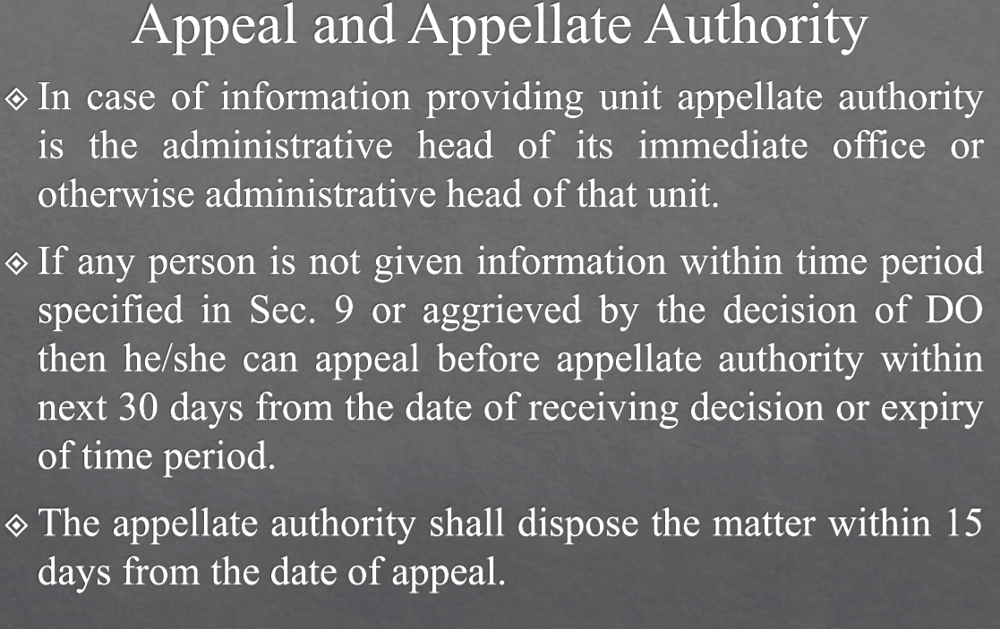 Appeal and Appellate Authority
In case of information providing unit appellate authority
is the administrative head of its immediate office or
otherwise administrative head of that unit.
If any person is not given information within time period
specified in Sec. 9 or aggrieved by the decision of DO
then he/she can appeal before appellate authority within
next 30 days from the date of receiving decision or expiry
of time period.
The appellate authority shall dispose the matter within 15
days from the date of appeal.